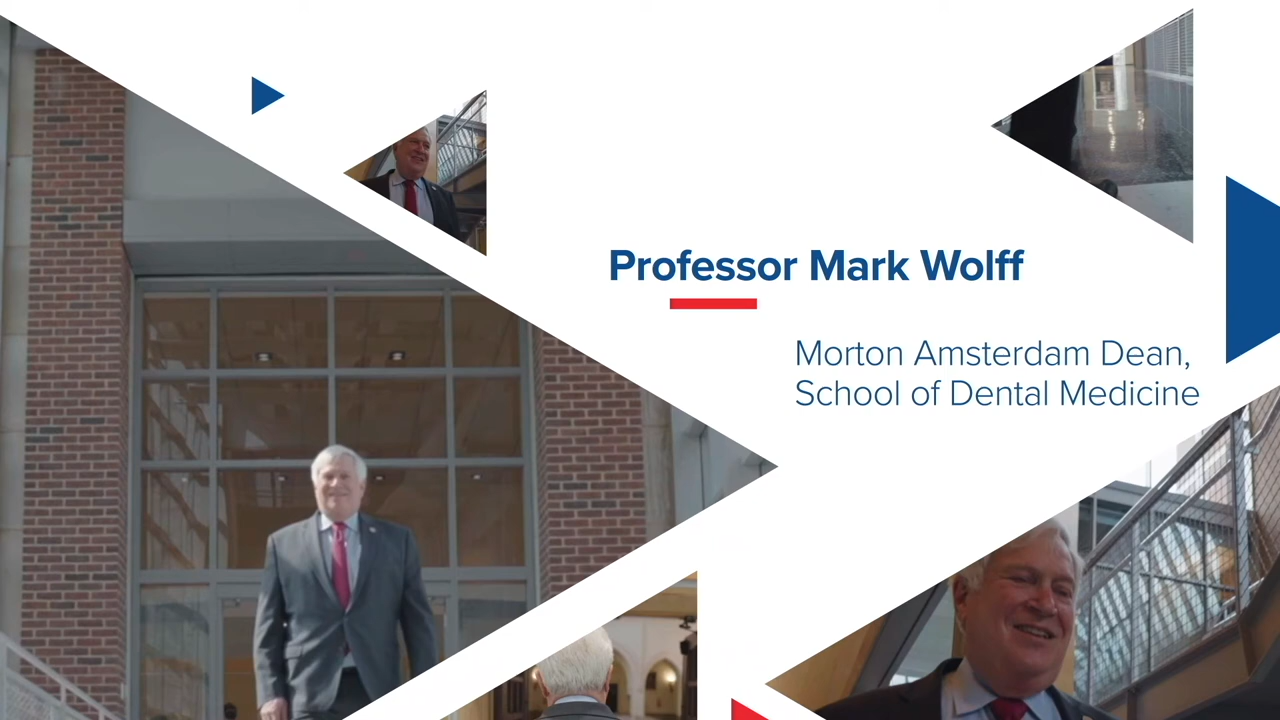 Professor Mark Wolff
Morton Amsterdam Dean,
School of Dental Medicine